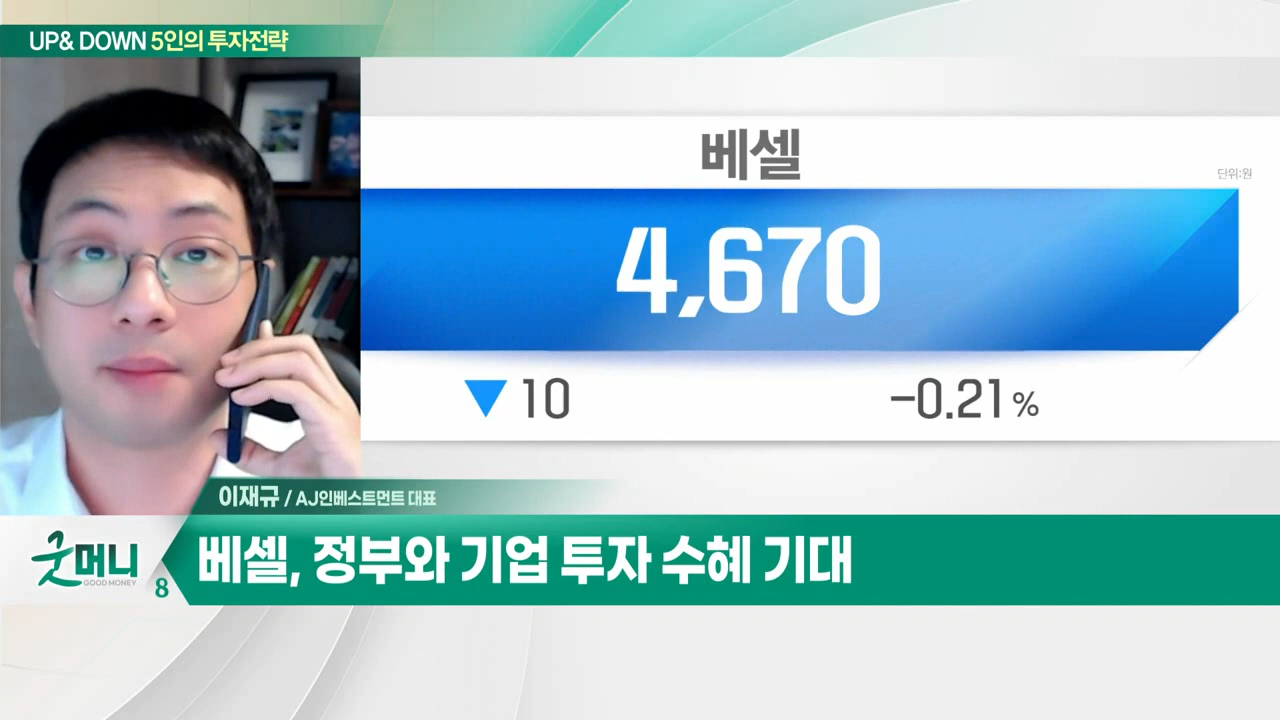 UP& DOWN 5인의 투자전략
베셀
단위:원
4,670
▼10
-0.21%
이재규 / AJ인베스트먼트 대표
굿머니
GOOD MONEY
8
베셀, 정부와 기업 투자 수혜 기대